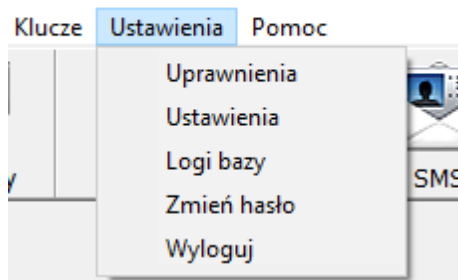 Klucze Ustawienia Pomoc
Uprawnienia
Ustawienia
Logi bazy
Zmień hasło
Wyloguj
y
SMS